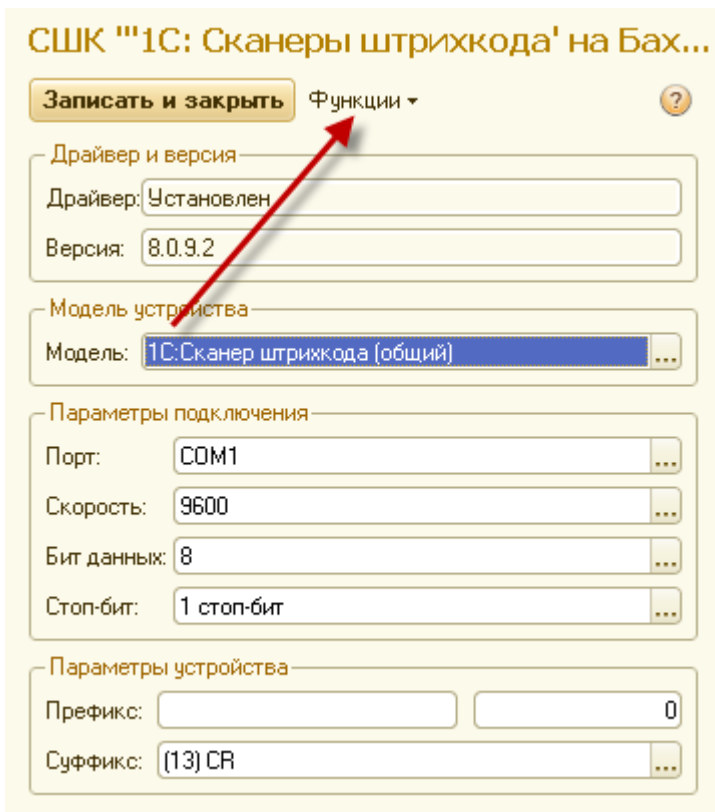 СШК "'1С: Сканеры штрихкода' на Бах...
Записать и закрыть Функции ?
Драйвер и версия
Драйвер: Установлен
Версия: 8.0.9.2
Модель устройства
Модель: 1С:Сканер штрихкода (общий) ...
Параметры подключения
Порт: COM1 ...
Скорость: 9600 ...
Бит данных: 8 ...
Стоп-бит: 1 стоп-бит ...
Параметры устройства
Префикс: 0
Суффикс: (13) CR ...